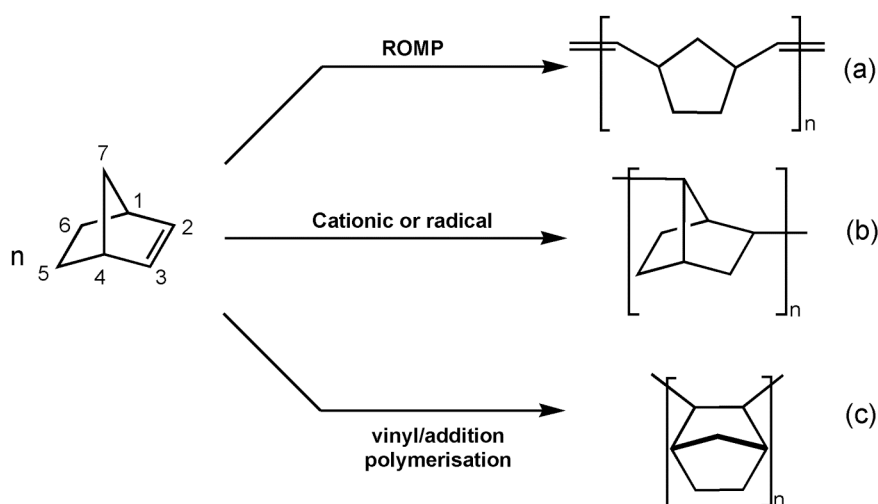 ROMP
n
(a)
7
1
6
2
n
5
4
3
Cationic or radical
n
(b)
vinyl/addition
polymerisation
n
(c)